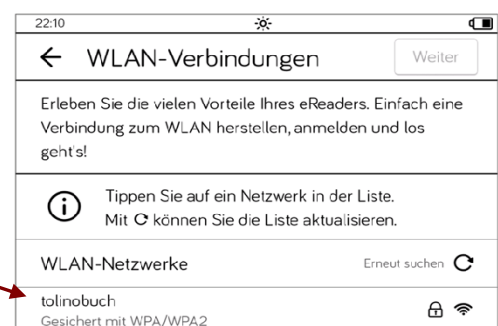 22:10
WLAN-Verbindungen
Weiter
Erleben Sie die vielen Vorteile Ihres eReaders. Einfach eine
Verbindung zum WLAN herstellen, anmelden und los
geht's!
Tippen Sie auf ein Netzwerk in der Liste.
Mit ⟳ können Sie die Liste aktualisieren.
WLAN-Netzwerke
Erneut suchen
tolinobuch
Gesichert mit WPA/WPA2